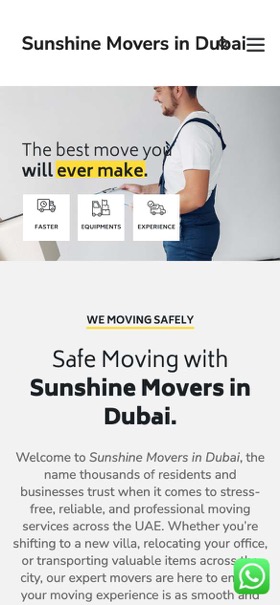 Sunshine Movers in Dubai
The best move you
will ever make.
FASTER
EQUIPMENTS
EXPERIENCE
WE MOVING SAFELY
Safe Moving with
Sunshine Movers in
Dubai.
Welcome to Sunshine Movers in Dubai, the
name thousands of residents and
businesses trust when it comes to stress-
free, reliable, and professional moving
services across the UAE. Whether you're
shifting to a new villa, relocating your office,
or transporting valuable items across the
city, our expert movers are here to
your moving experience is as smooth and